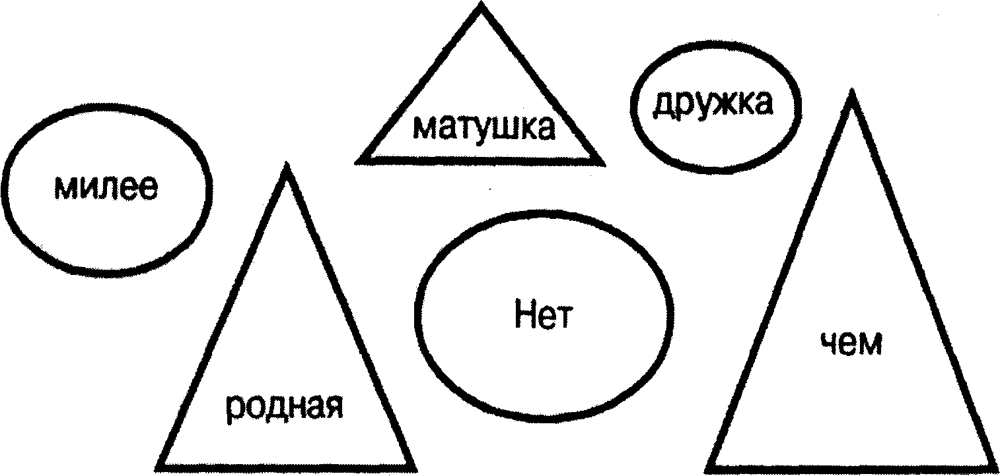 матушка
дружка
милее
Нет
чем
родная